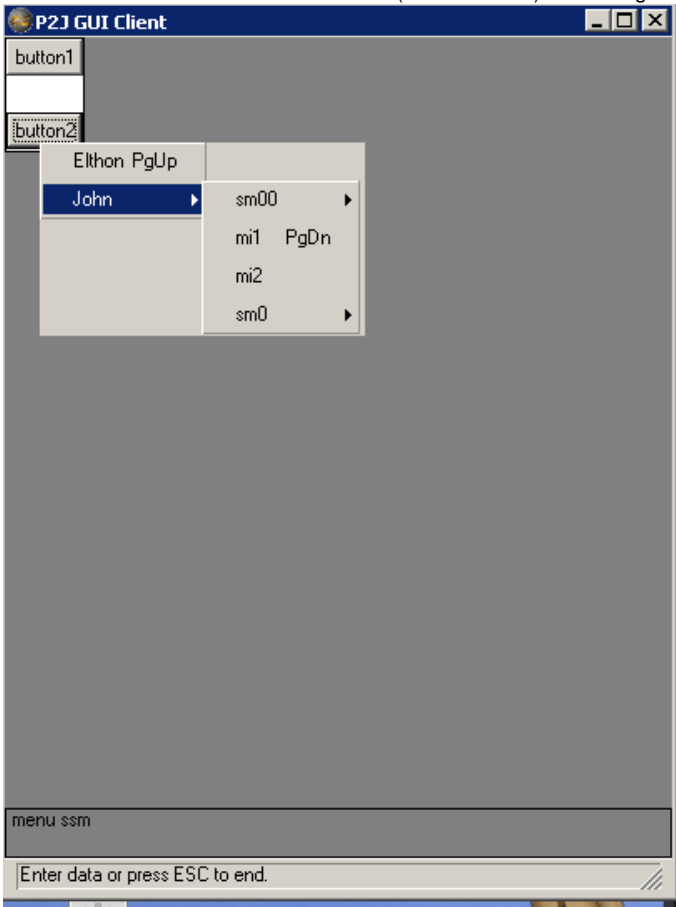 P2J GUI Client
button1
button2
Elthon PgUp
John
sm00
mi1 PgDn
mi2
sm0
menu ssm
Enter data or press ESC to end.